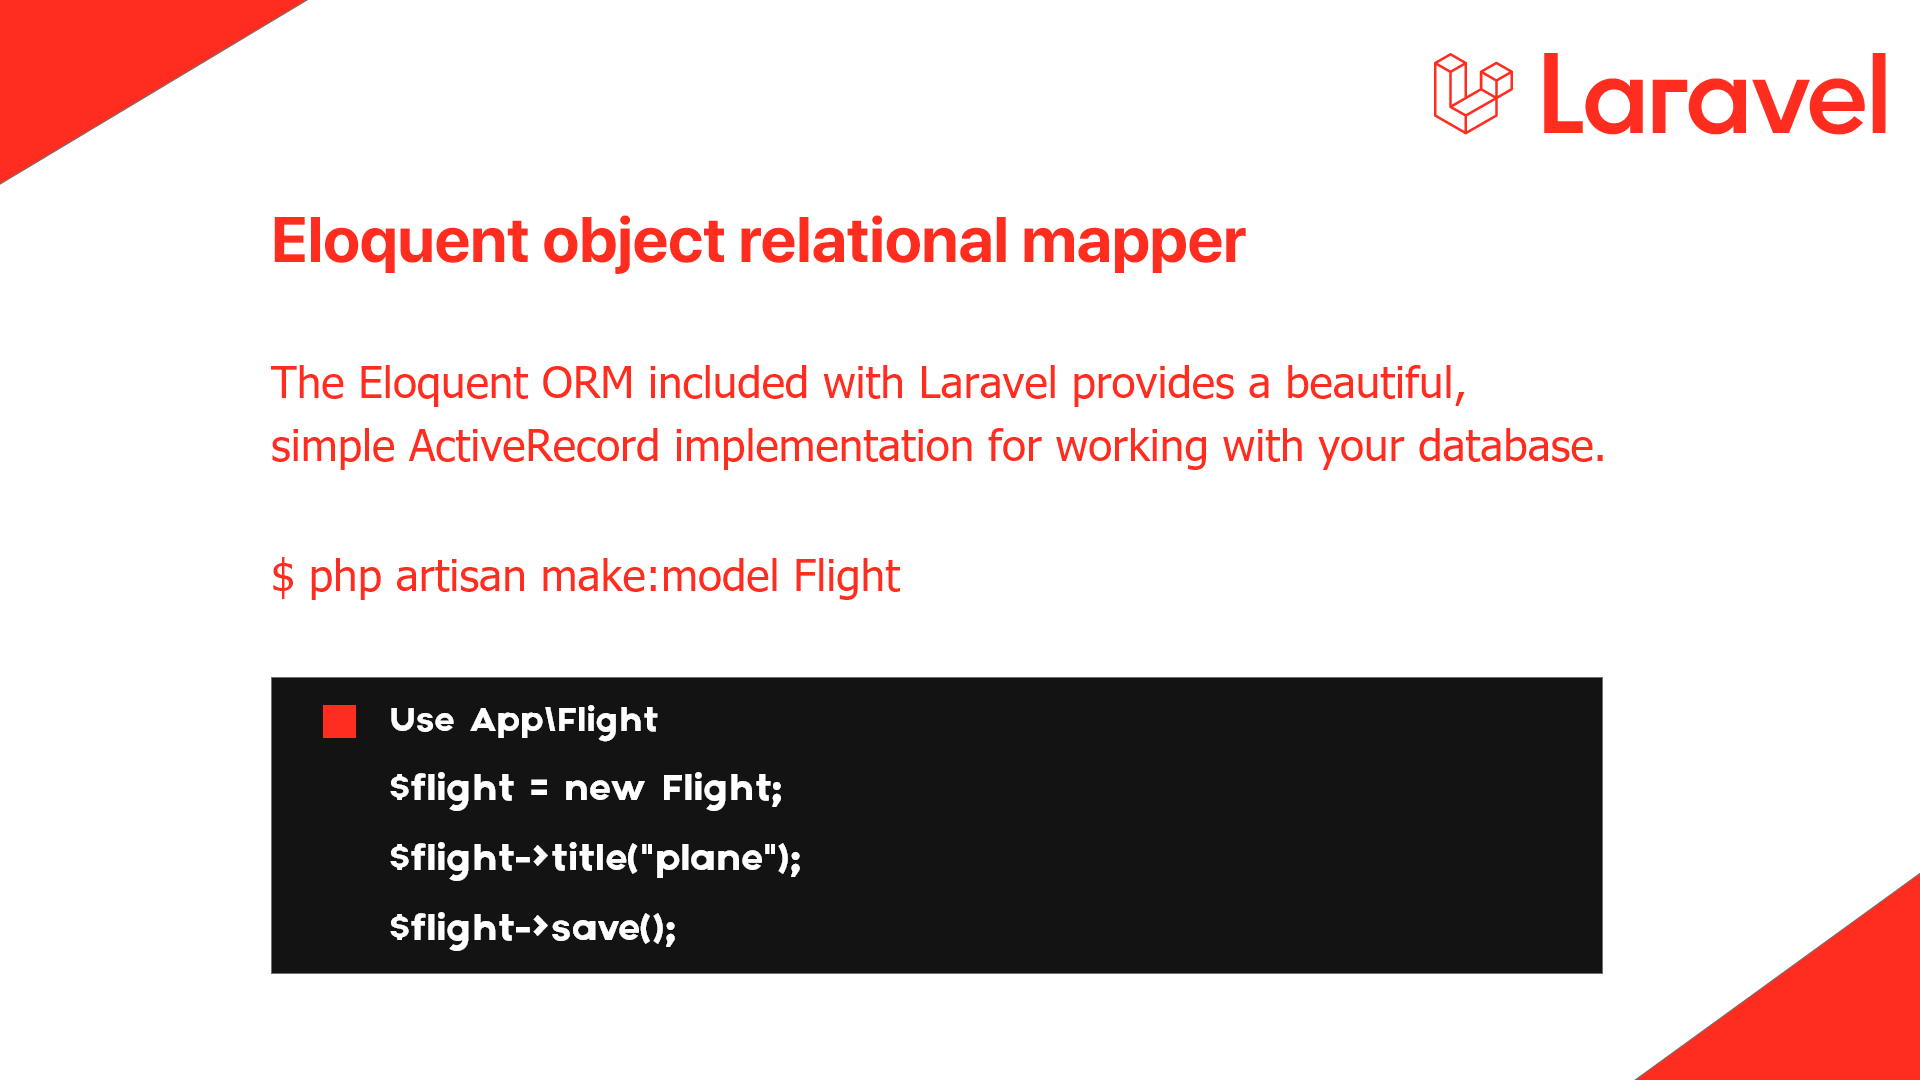 Laravel
Eloquent object relational mapper
The Eloquent ORM included with Laravel provides a beautiful,
simple ActiveRecord implementation for working with your database.
$ php artisan make:model Flight
Use App\Flight
$flight = new Flight;
$flight->title("plane");
$flight->save();